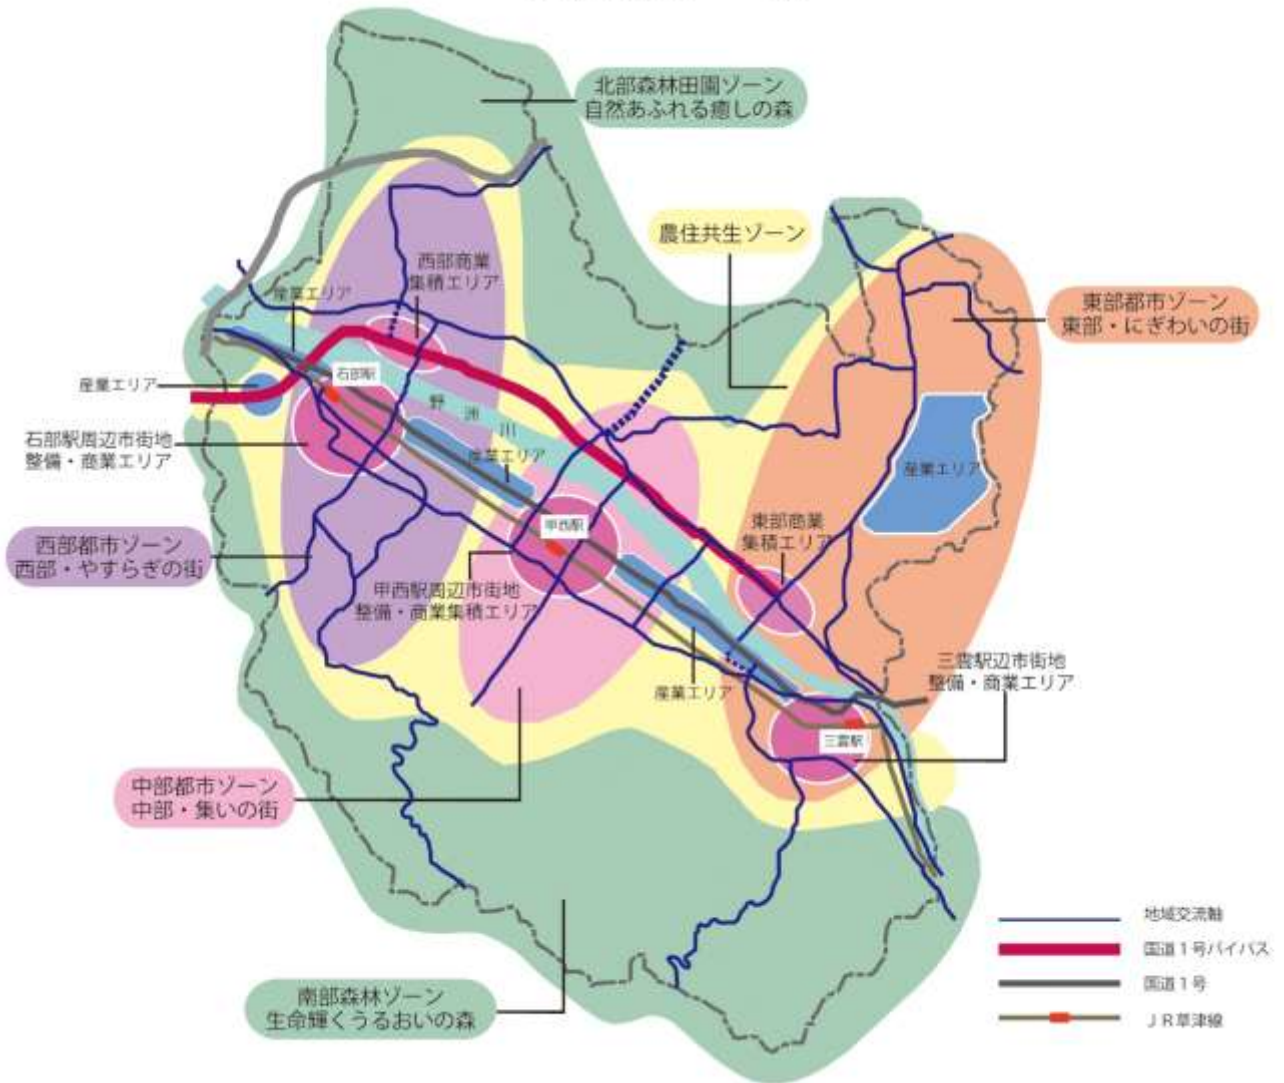 北部森林田園ゾーン
自然あふれる癒しの森
農住共生ゾーン
西部商業
集積エリア
産業エリア
東部都市ゾーン
東部・にぎわいの街
産業エリア
石部駅
野洲川
石部駅周辺市街地
整備・商業エリア
産業エリア
産業エリア
甲西駅
東部商業
集積エリア
西部都市ゾーン
西部・やすらぎの街
甲西駅周辺市街地
整備・商業集積エリア
三雲駅辺市街地
整備・商業エリア
産業エリア
三雲駅
中部都市ゾーン
中部・集いの街
南部森林ゾーン
生命輝くうるおいの森
地域交流軸
国道1号バイパス
国道1号
JR草津線